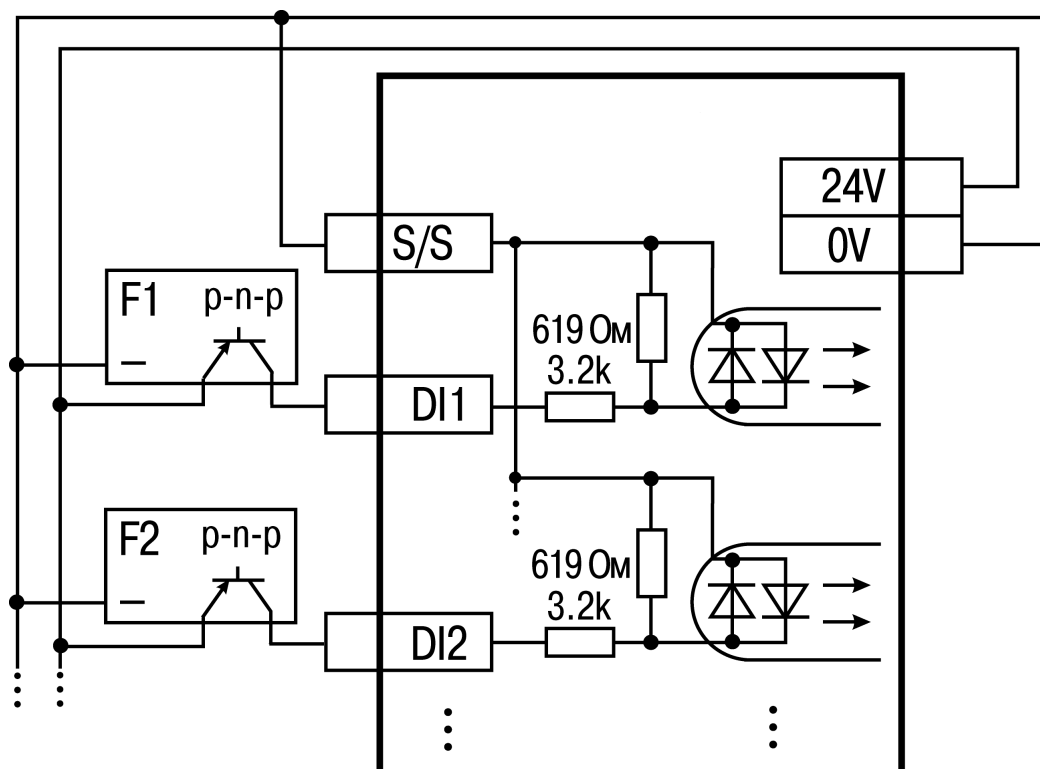 24V
S/S
0V
F1 p-n-p
–
619 Ом
3.2k
DI1
F2 p-n-p
–
619 Ом
3.2k
DI2